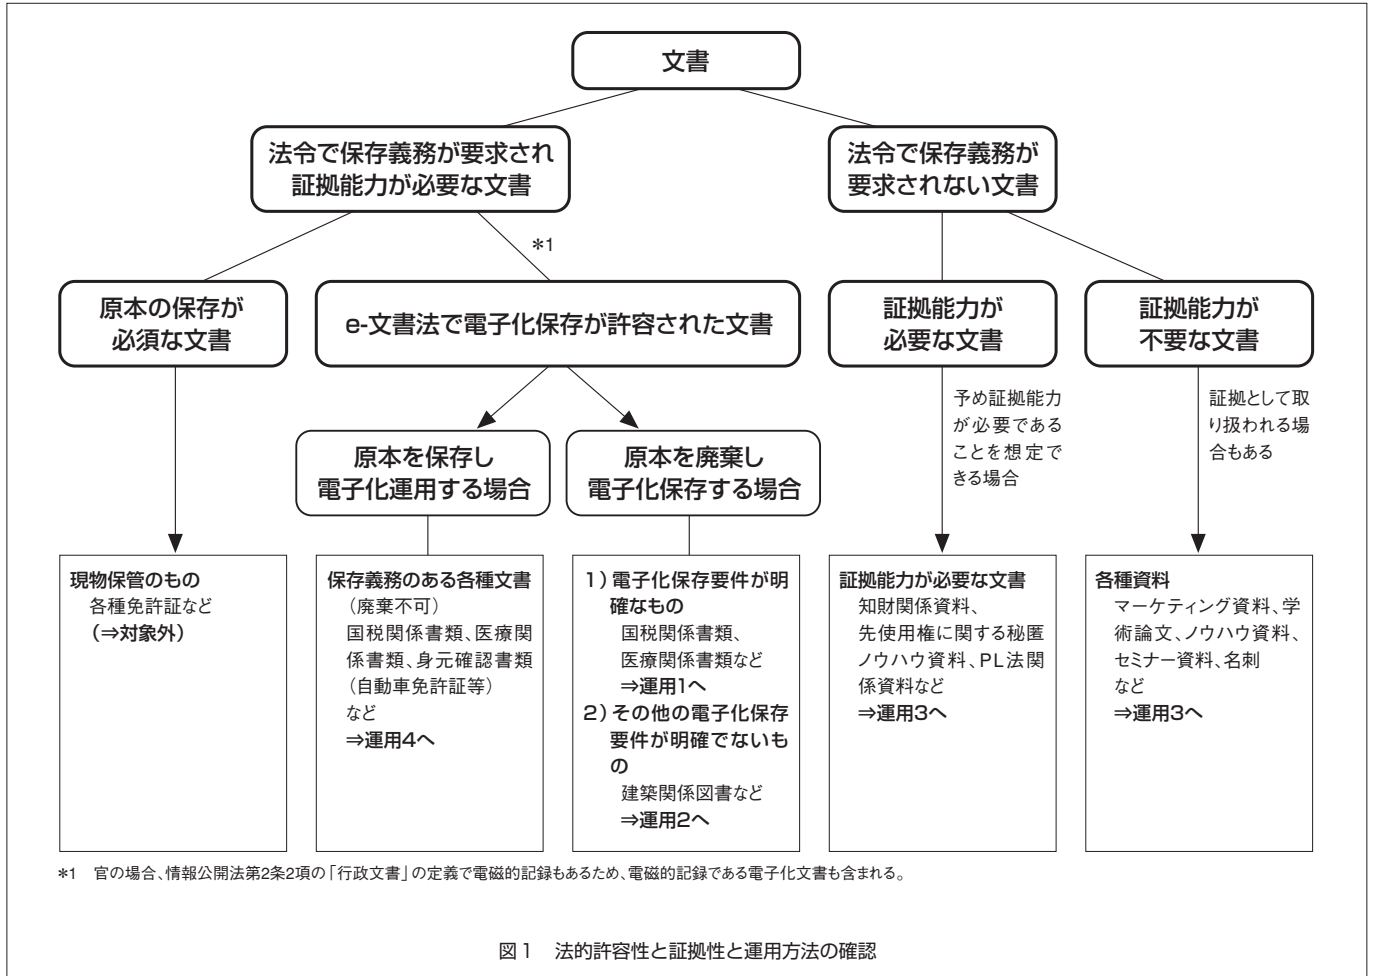 文書
法令で保存義務が要求され
証拠能力が必要な文書
法令で保存義務が
要求されない文書
*1
原本の保存が
必須な文書
e-文書法で電子化保存が許容された文書
証拠能力が
必要な文書
証拠能力が
不要な文書
予め証拠能力
が必要である
ことを想定で
きる場合
証拠として取
り扱われる場
合もある
原本を保存し
電子化運用する場合
原本を廃棄し
電子化保存する場合
現物保管のもの
各種免許証など
(⇒対象外)
保存義務のある各種文書
(廃棄不可)
国税関係書類、医療関
係書類、身元確認書類
(自動車免許証等)
など
⇒運用4へ
1)電子化保存要件が明
確なもの
国税関係書類、
医療関係書類など
⇒運用1へ
2)その他の電子化保存
要件が明確でないも
の
建築関係図書など
⇒運用2へ
証拠能力が必要な文書
知財関係資料、
先使用権に関する秘匿
ノウハウ資料、PL法関
係資料など
⇒運用3へ
各種資料
マーケティング資料、学
術論文、ノウハウ資料、
セミナー資料、名刺
など
⇒運用3へ
*1 官の場合、情報公開法第2条2項の「行政文書」の定義で電磁的記録もあるため、電磁的記録である電子化文書も含まれる。
図1 法的許容性と証拠性と運用方法の確認